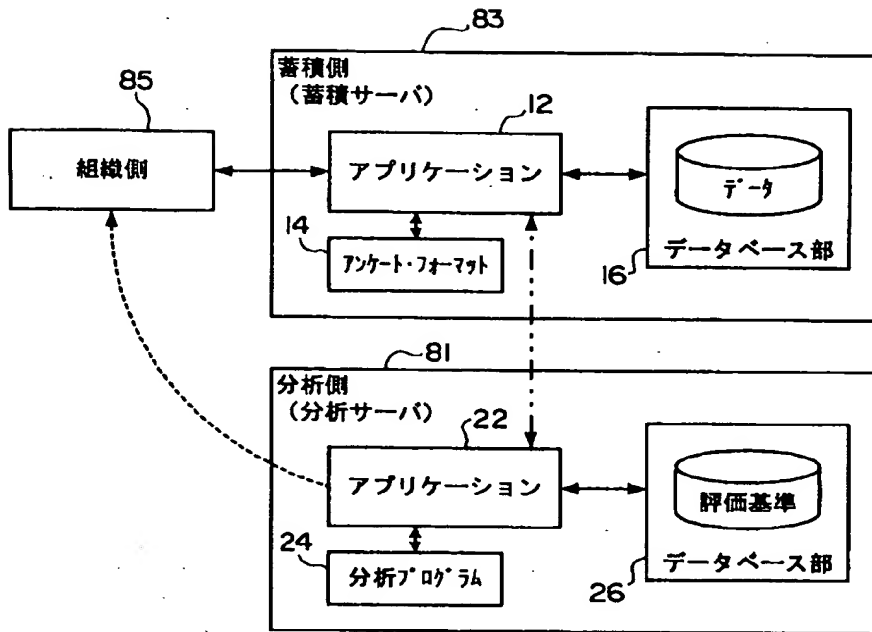 83
蓄積側
（蓄積サーバ）
85
組織側
12
アプリケーション
14
アンケート・フォーマット
データ
16
データベース部
81
分析側
（分析サーバ）
22
アプリケーション
24
分析プログラム
評価基準
26
データベース部